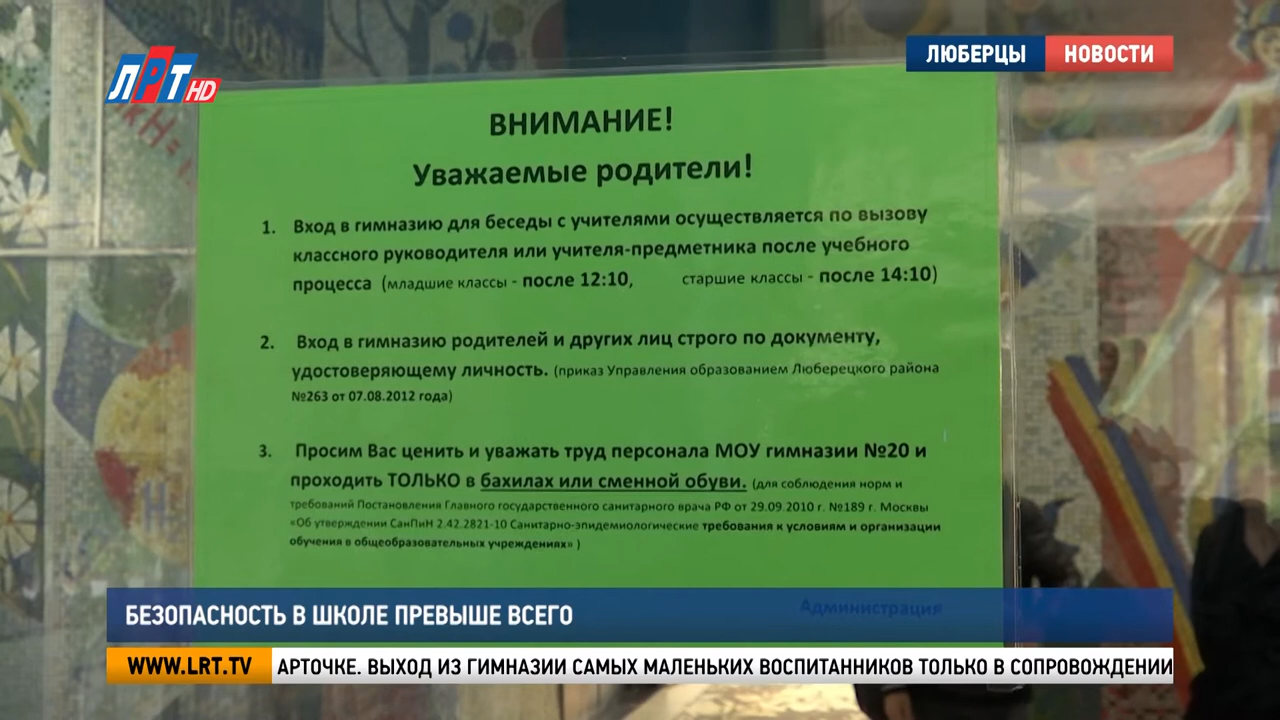 ЛРТ HD
ЛЮБЕРЦЫ НОВОСТИ
ВНИМАНИЕ!
Уважаемые родители!
1. Вход в гимназию для беседы с учителями осуществляется по вызову
классного руководителя или учителя-предметника после учебного
процесса (младшие классы - после 12:10, старшие классы - после 14:10)
2. Вход в гимназию родителей и других лиц строго по документу,
удостоверяющему личность. (приказ Управления образованием Люберецкого района
№263 от 07.08.2012 года)
3. Просим Вас ценить и уважать труд персонала МОУ гимназии №20 и
проходить ТОЛЬКО в бахилах или сменной обуви. (для соблюдения норм и
требований Постановления Главного государственного санитарного врача РФ от 29.09.2010 г. №189 г. Москвы
«Об утверждении СанПиН 2.42.2821-10 Санитарно-эпидемиологические требования к условиям и организации
обучения в общеобразовательных учреждениях» )
Администрация
БЕЗОПАСНОСТЬ В ШКОЛЕ ПРЕВЫШЕ ВСЕГО
WWW.LRT.TV АРТОЧКЕ. ВЫХОД ИЗ ГИМНАЗИИ САМЫХ МАЛЕНЬКИХ ВОСПИТАННИКОВ ТОЛЬКО В СОПРОВОЖДЕНИИ